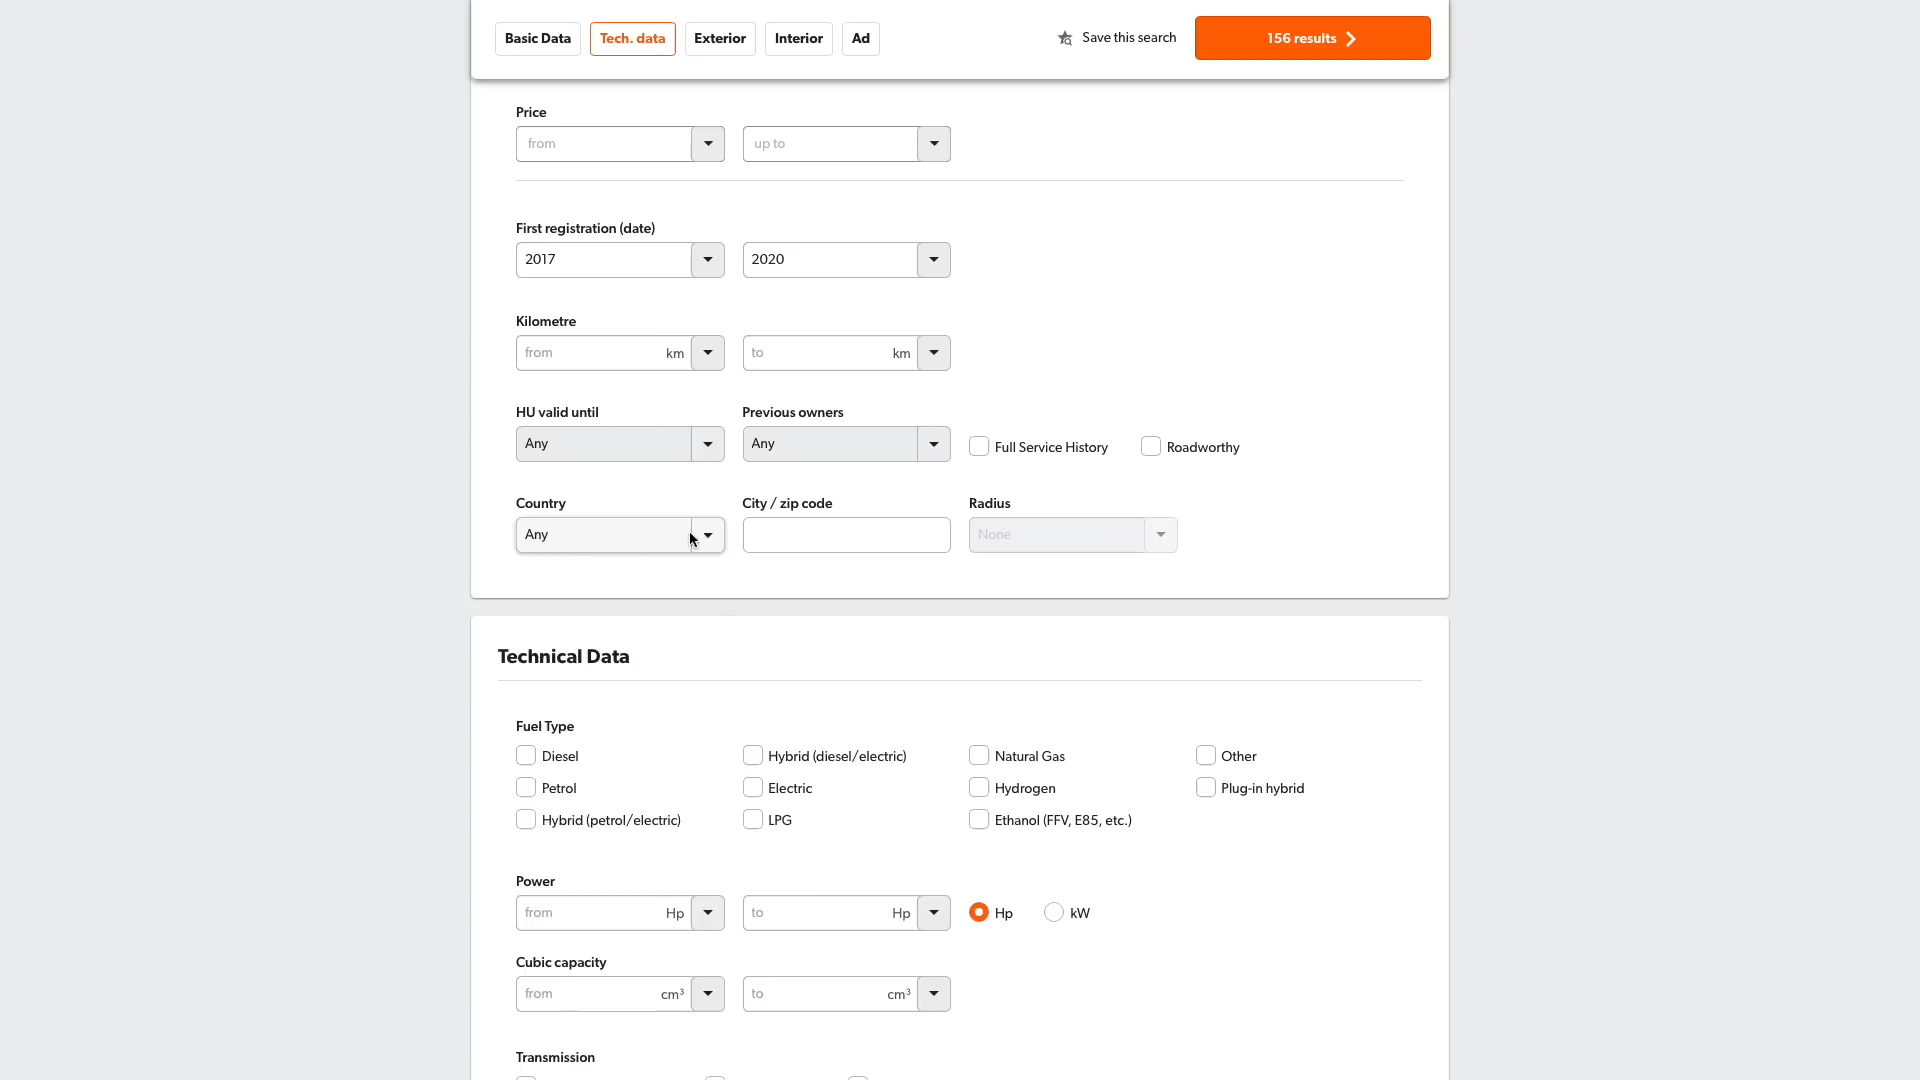 Basic Data Tech. data Exterior Interior Ad Save this search 156 results
Price
from up to
First registration (date)
2017 2020
Kilometre
from km to km
HU valid until Previous owners
Any Any Full Service History Roadworthy
Country City / zip code Radius
Any None
Technical Data
Fuel Type
Diesel Hybrid (diesel/electric) Natural Gas Other
Petrol Electric Hydrogen Plug-in hybrid
Hybrid (petrol/electric) LPG Ethanol (FFV, E85, etc.)
Power
from Hp to Hp Hp kW
Cubic capacity
from cm³ to cm³
Transmission